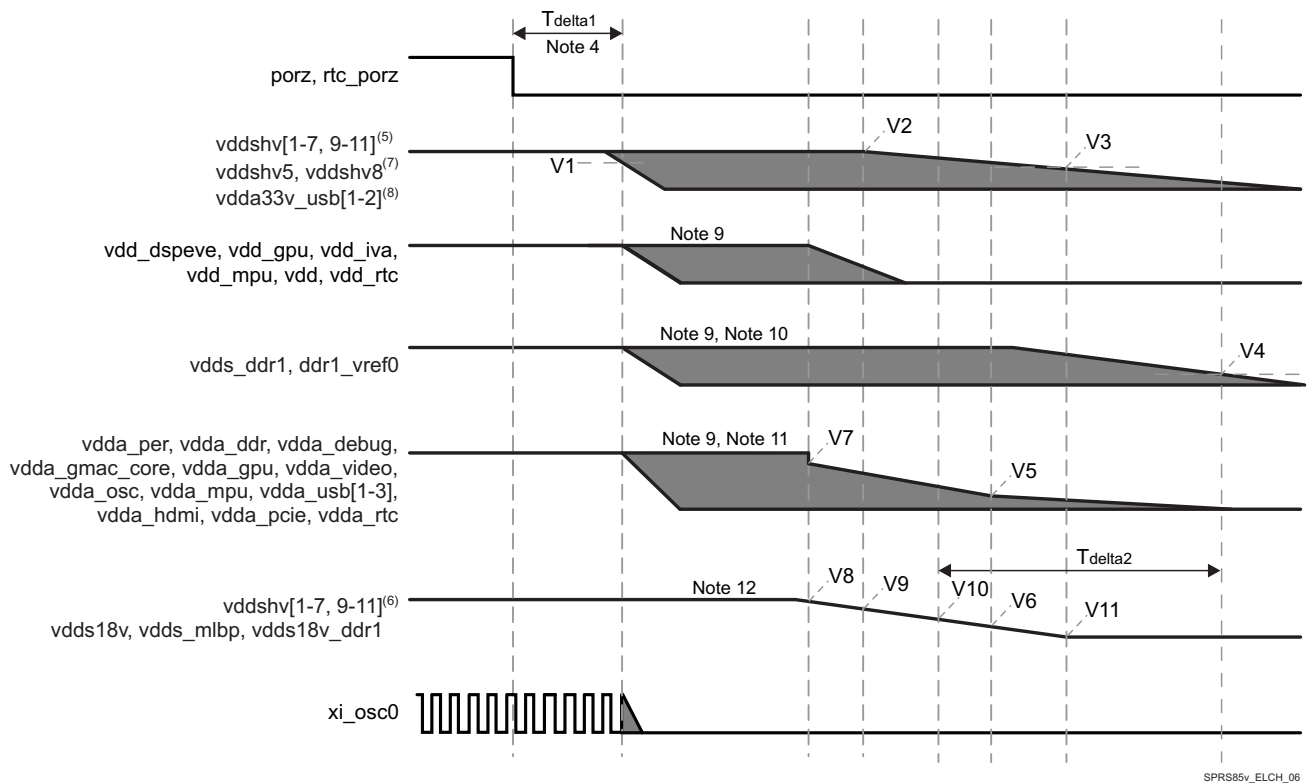 Tdelta1
Note 4
porz, rtc_porz
vddshv[1-7, 9-11](5)
vddshv5, vddshv8(7)
vdda33v_usb[1-2](8)
V1
V2
V3
Note 9
vdd_dspeve, vdd_gpu, vdd_iva,
vdd_mpu, vdd, vdd_rtc
Note 9, Note 10
vdds_ddr1, ddr1_vref0
V4
Note 9, Note 11
V7
vdda_per, vdda_ddr, vdda_debug,
vdda_gmac_core, vdda_gpu, vdda_video,
vdda_osc, vdda_mpu, vdda_usb[1-3],
vdda_hdmi, vdda_pcie, vdda_rtc
V5
Tdelta2
Note 12
V8
V9
V10
V6
V11
vddshv[1-7, 9-11](6)
vdds18v, vdds_mlbp, vdds18v_ddr1
xi_osc0
SPRS85v_ELCH_06